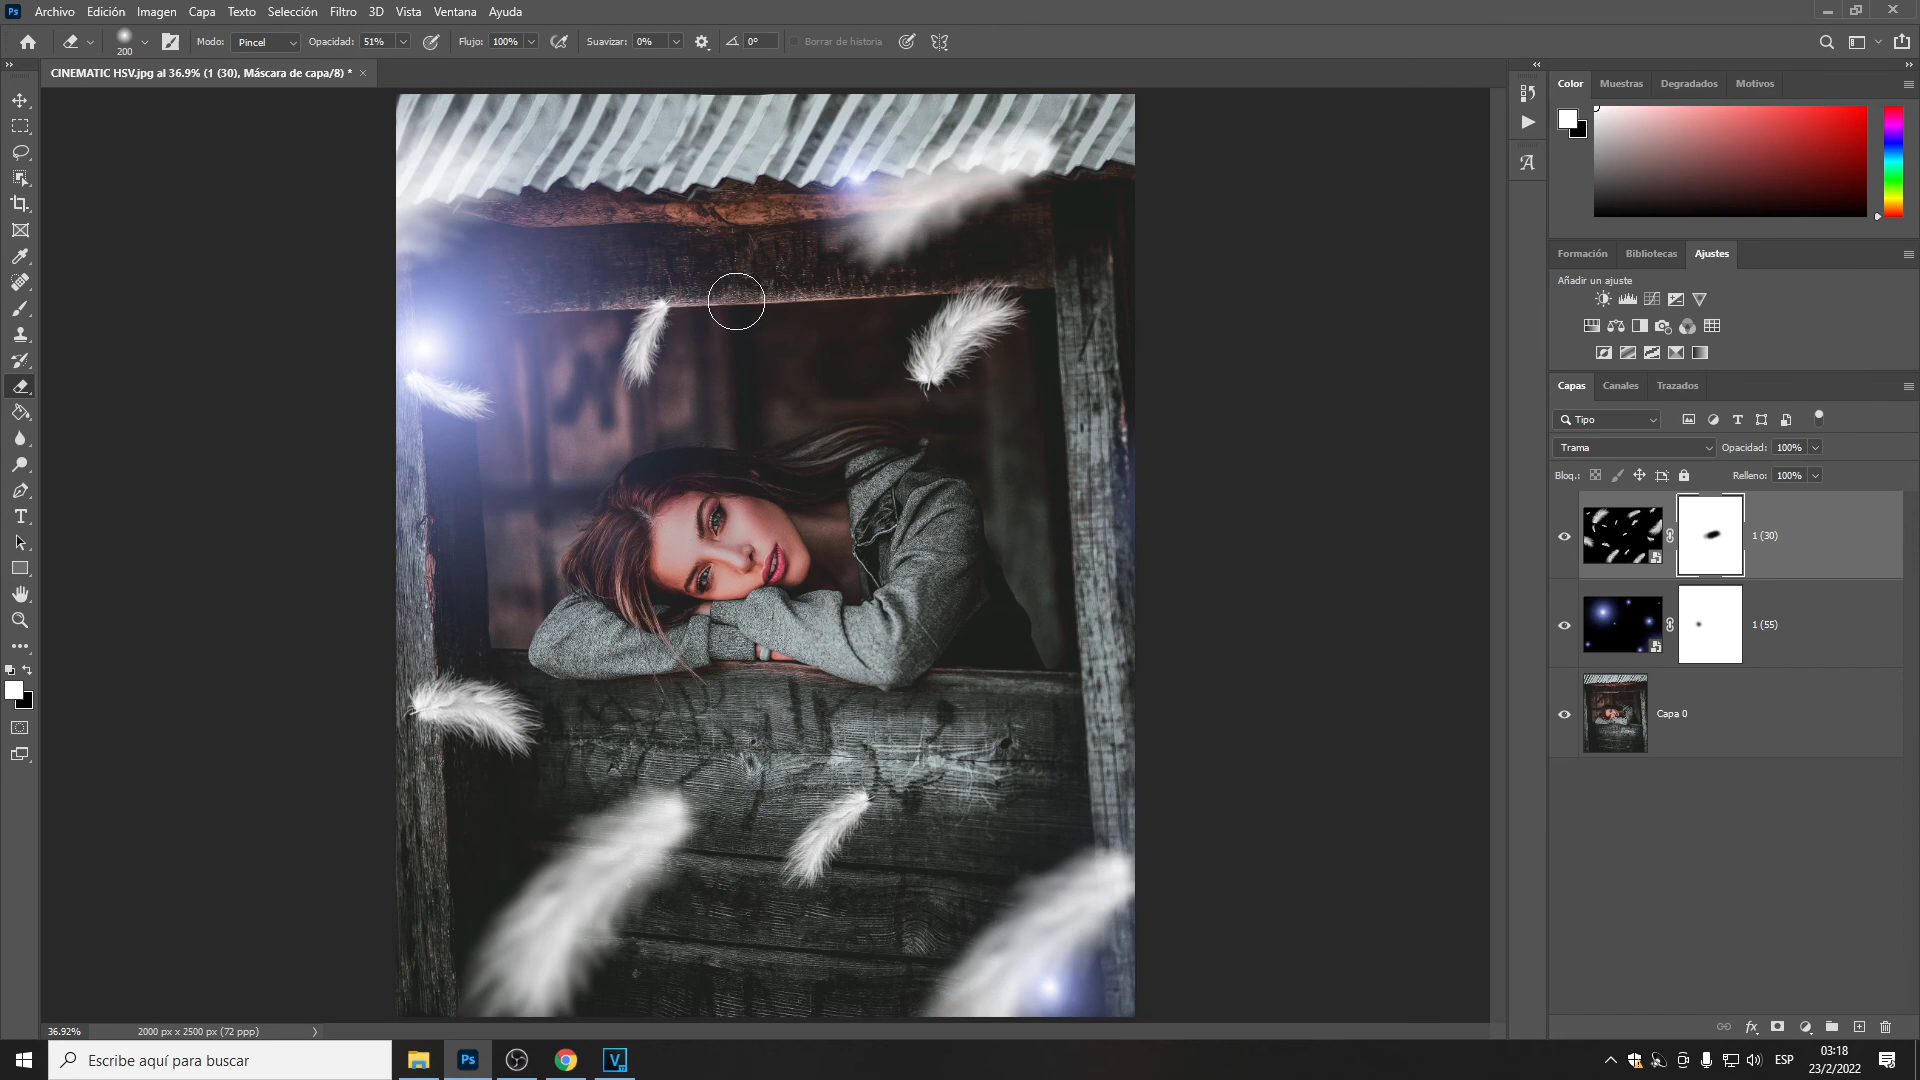 Ps Archivo Edición Imagen Capa Texto Selección Filtro 3D Vista Ventana Ayuda
200 Modo: Pincel Opacidad: 51% Flujo: 100% Suavizar: 0% 0° Borrar de historia
CINEMATIC HSV.jpg al 36.9% (1 (30), Máscara de capa/8) *
Color Muestras Degradados Motivos
Formación Bibliotecas Ajustes
Añadir un ajuste
Capas Canales Trazados
Tipo
Trama Opacidad: 100%
Bloq.: Relleno: 100%
1 (30)
1 (55)
Capa 0
36.92% 2000 px x 2500 px (72 ppp)
Escribe aquí para buscar
Ps
V
ESP
03:18
23/2/2022